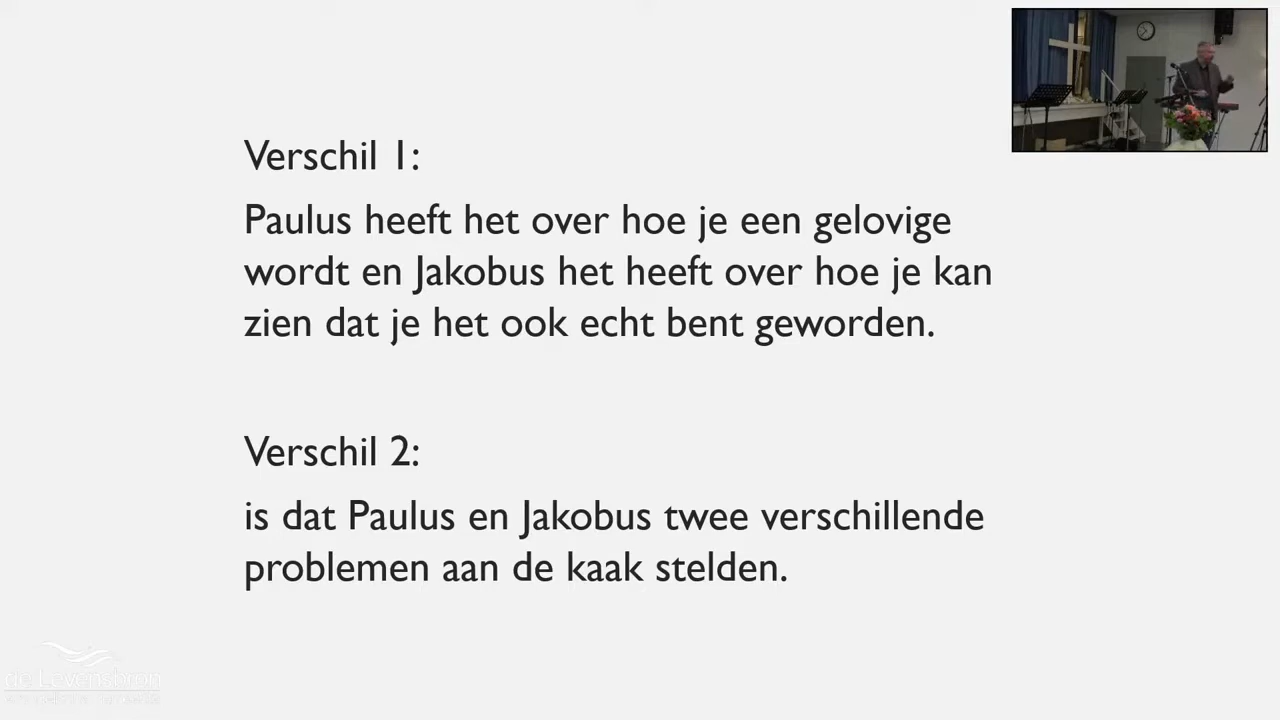 Verschil 1:
Paulus heeft het over hoe je een gelovige
wordt en Jakobus het heeft over hoe je kan
zien dat je het ook echt bent geworden.
Verschil 2:
is dat Paulus en Jakobus twee verschillende
problemen aan de kaak stelden.
de Levensbron